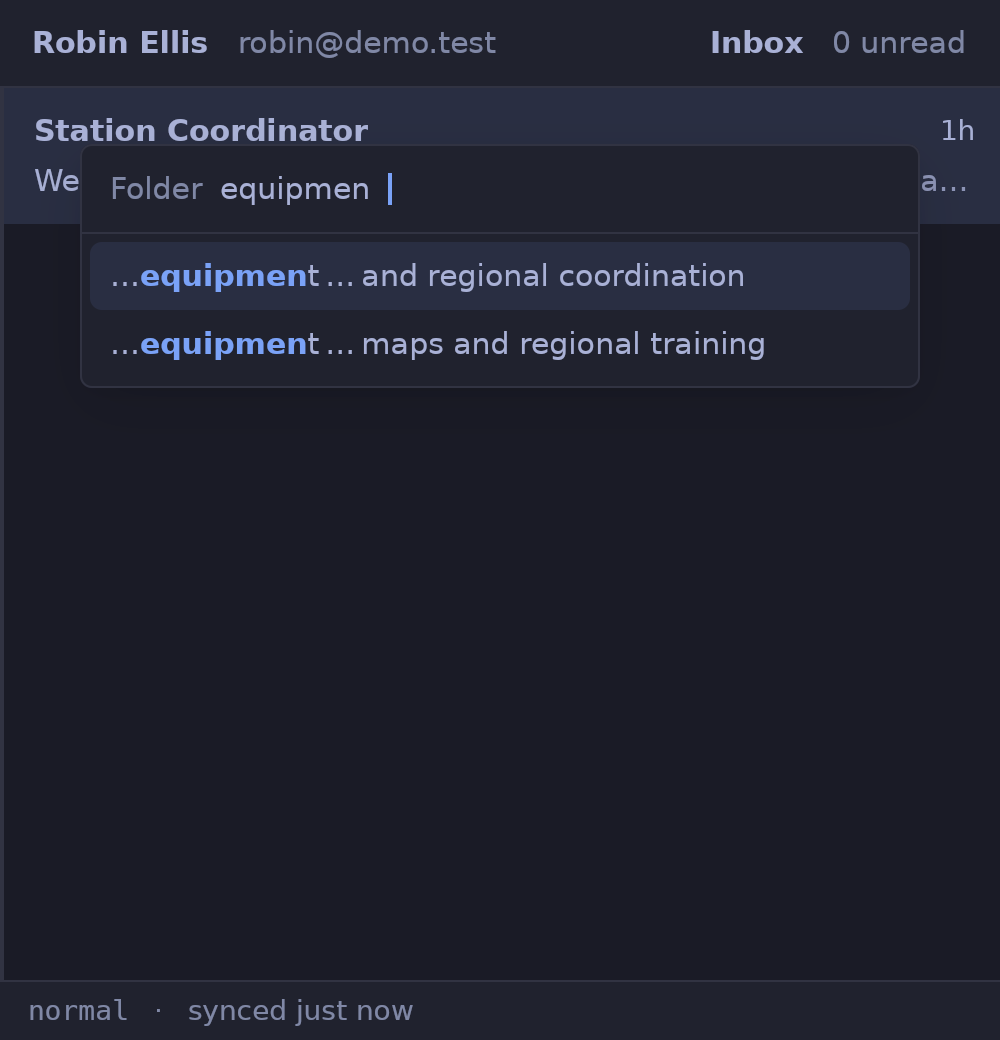 Robin Ellis robin@demo.test Inbox 0 unread
Station Coordinator 1h
We a…
Folder equipmen
…equipment … and regional coordination
…equipment … maps and regional training
normal · synced just now